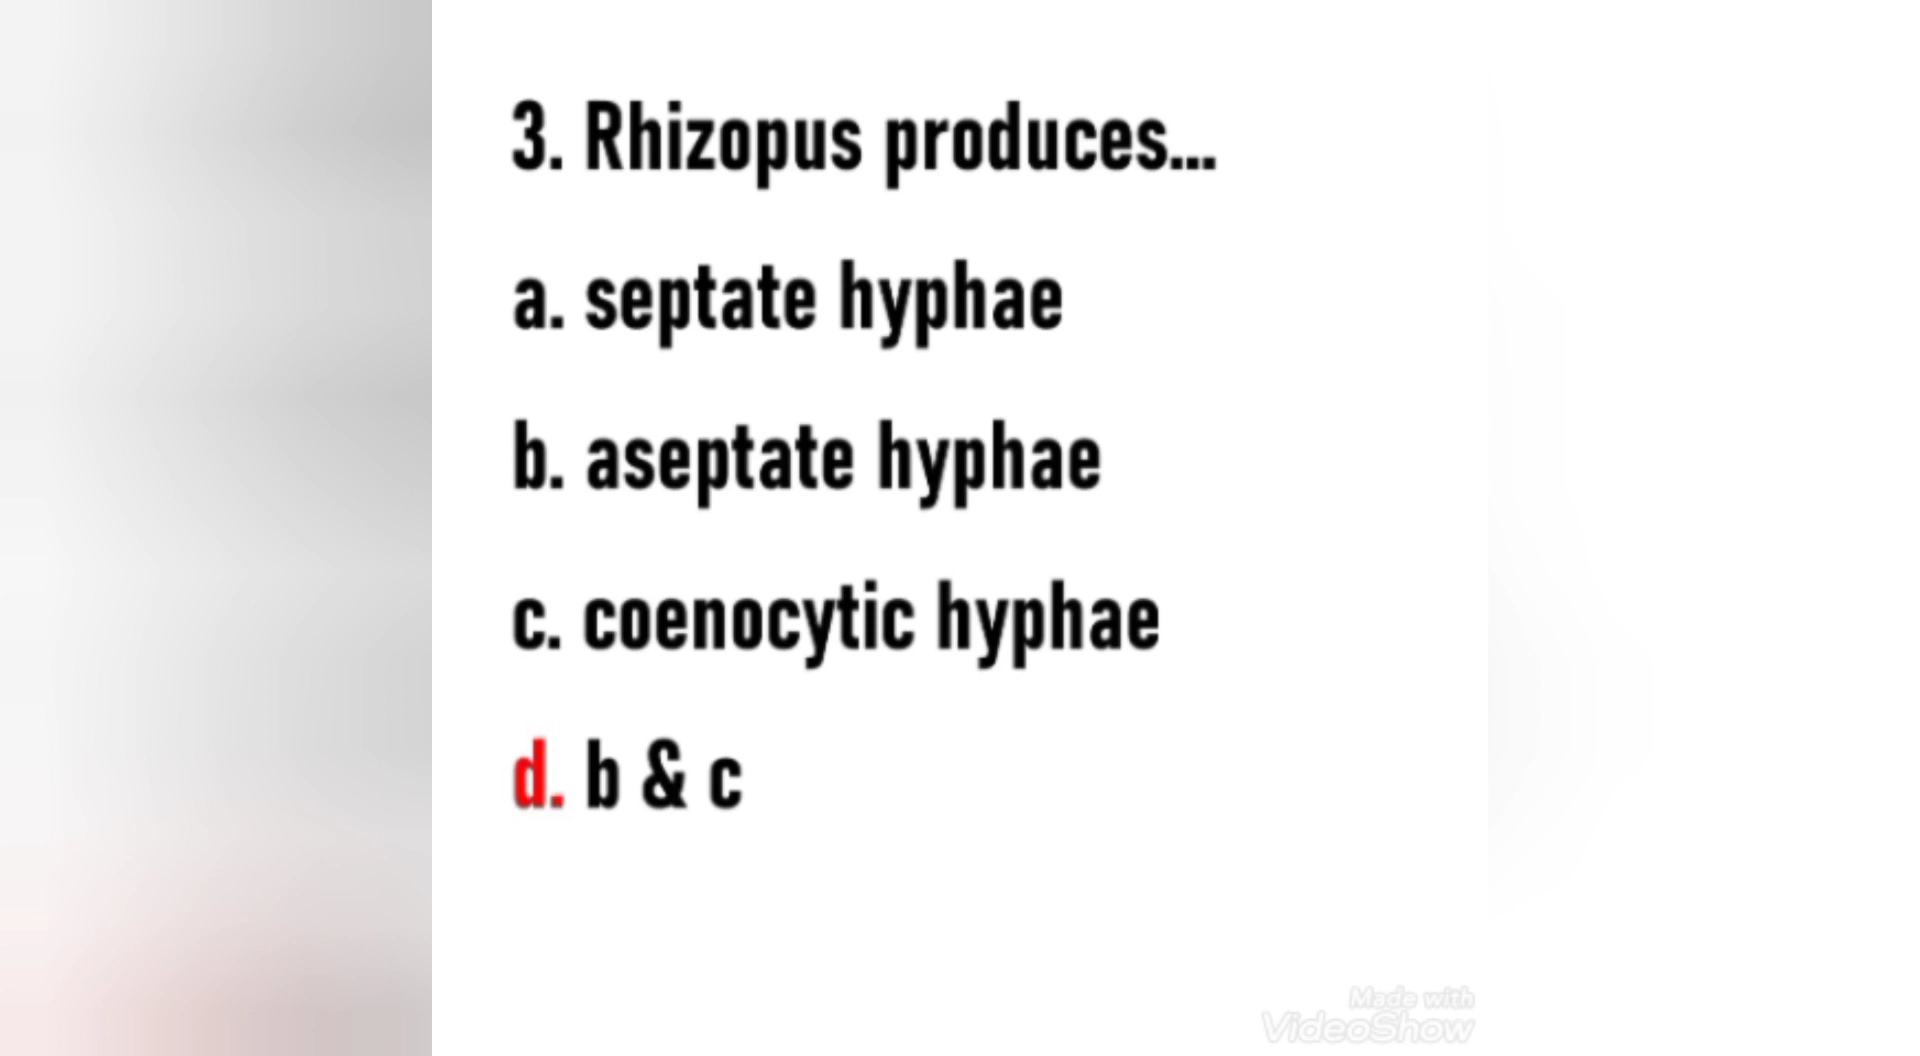 3. Rhizopus produces...
a. septate hyphae
b. aseptate hyphae
c. coenocytic hyphae
d. b & c
Made with
VideoShow